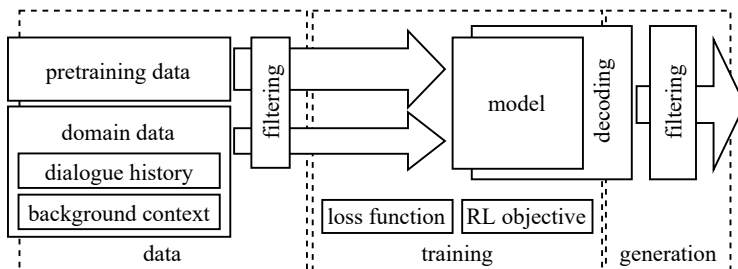 pretraining data
domain data
dialogue history
background context
filtering
model
decoding
filtering
loss function
RL objective
data
training
generation